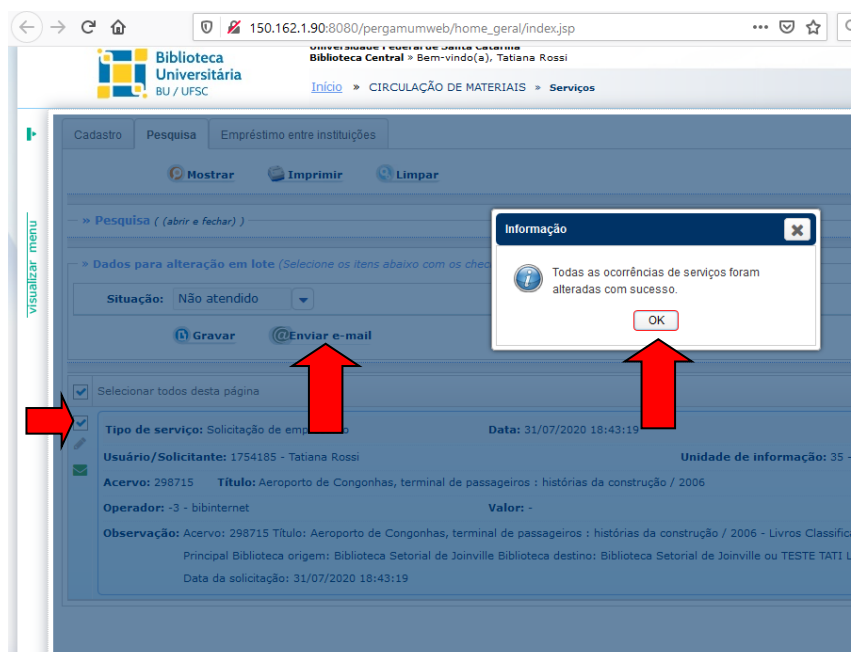 150.162.1.90:8080/pergamumweb/home_geral/index.jsp
Biblioteca
Universitária
BU / UFSC
Universidade Federal de Santa Catarina
Biblioteca Central » Bem-vindo(a), Tatiana Rossi
Início » CIRCULAÇÃO DE MATERIAIS » Serviços
visualizar menu
Cadastro Pesquisa Empréstimo entre instituições
Mostrar Imprimir Limpar
» Pesquisa ( (abrir e fechar) )
» Dados para alteração em lote (Selecione os itens abaixo com os chec
Situação: Não atendido
Gravar @Enviar e-mail
Informação
Todas as ocorrências de serviços foram
alteradas com sucesso.
OK
Selecionar todos desta página
Tipo de serviço: Solicitação de emp o Data: 31/07/2020 18:43:19
Usuário/Solicitante: 1754185 - Tatiana Rossi Unidade de informação: 35 -
Acervo: 298715 Título: Aeroporto de Congonhas, terminal de passageiros : histórias da construção / 2006
Operador: -3 - bibinternet Valor: -
Observação: Acervo: 298715 Título: Aeroporto de Congonhas, terminal de passageiros : histórias da construção / 2006 - Livros Classific
Principal Biblioteca origem: Biblioteca Setorial de Joinville Biblioteca destino: Biblioteca Setorial de Joinville ou TESTE TATI L
Data da solicitação: 31/07/2020 18:43:19